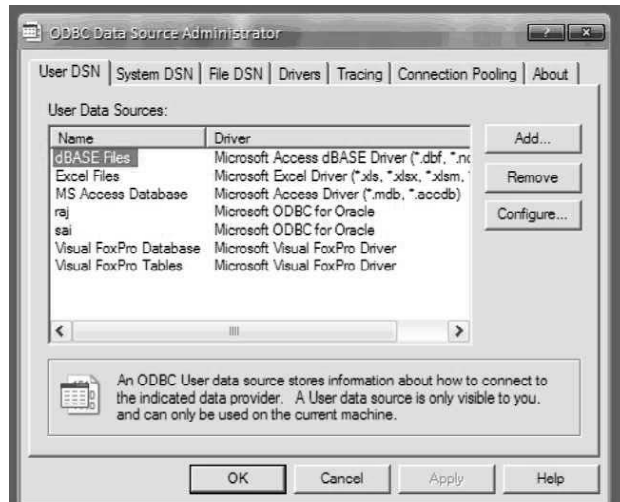 ODBC Data Source Administrator
User DSN System DSN File DSN Drivers Tracing Connection Pooling About
User Data Sources:
Name Driver
dBASE Files Microsoft Access dBASE Driver (*.dbf, *.nd
Excel Files Microsoft Excel Driver (*.xls, *.xlsx, *.xlsm, *
MS Access Database Microsoft Access Driver (*.mdb, *.accdb)
raj Microsoft ODBC for Oracle
sai Microsoft ODBC for Oracle
Visual FoxPro Database Microsoft Visual FoxPro Driver
Visual FoxPro Tables Microsoft Visual FoxPro Driver
Add...
Remove
Configure...
An ODBC User data source stores information about how to connect to
the indicated data provider. A User data source is only visible to you,
and can only be used on the current machine.
OK Cancel Apply Help